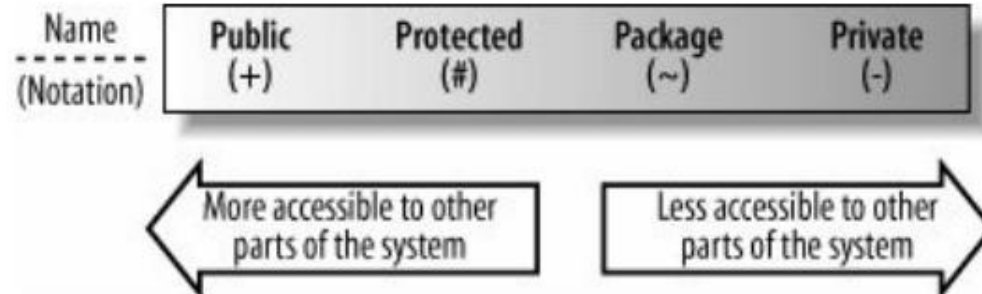 Name
(Notation)
Public Protected Package Private
(+) (#) (~) (-)
More accessible to other
parts of the system
Less accessible to other
parts of the system